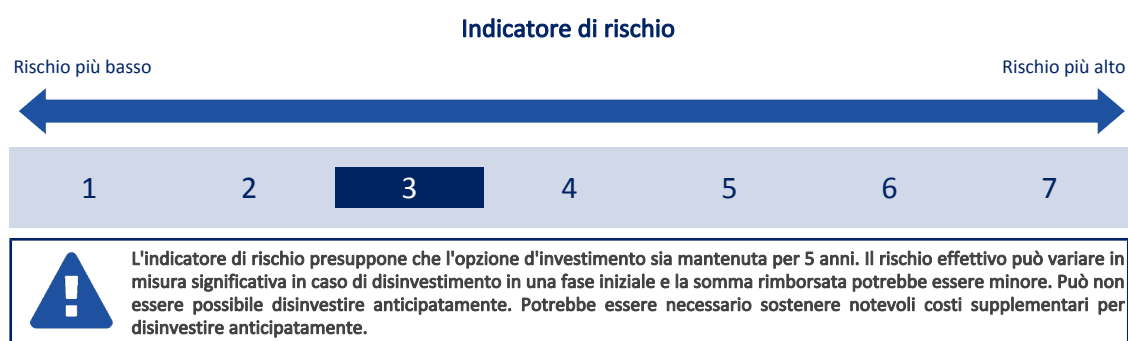 Indicatore di rischio
Rischio più basso
Rischio più alto
1 2 3 4 5 6 7
L'indicatore di rischio presuppone che l'opzione d'investimento sia mantenuta per 5 anni. Il rischio effettivo può variare in
misura significativa in caso di disinvestimento in una fase iniziale e la somma rimborsata potrebbe essere minore. Può non
essere possibile disinvestire anticipatamente. Potrebbe essere necessario sostenere notevoli costi supplementari per
disinvestire anticipatamente.